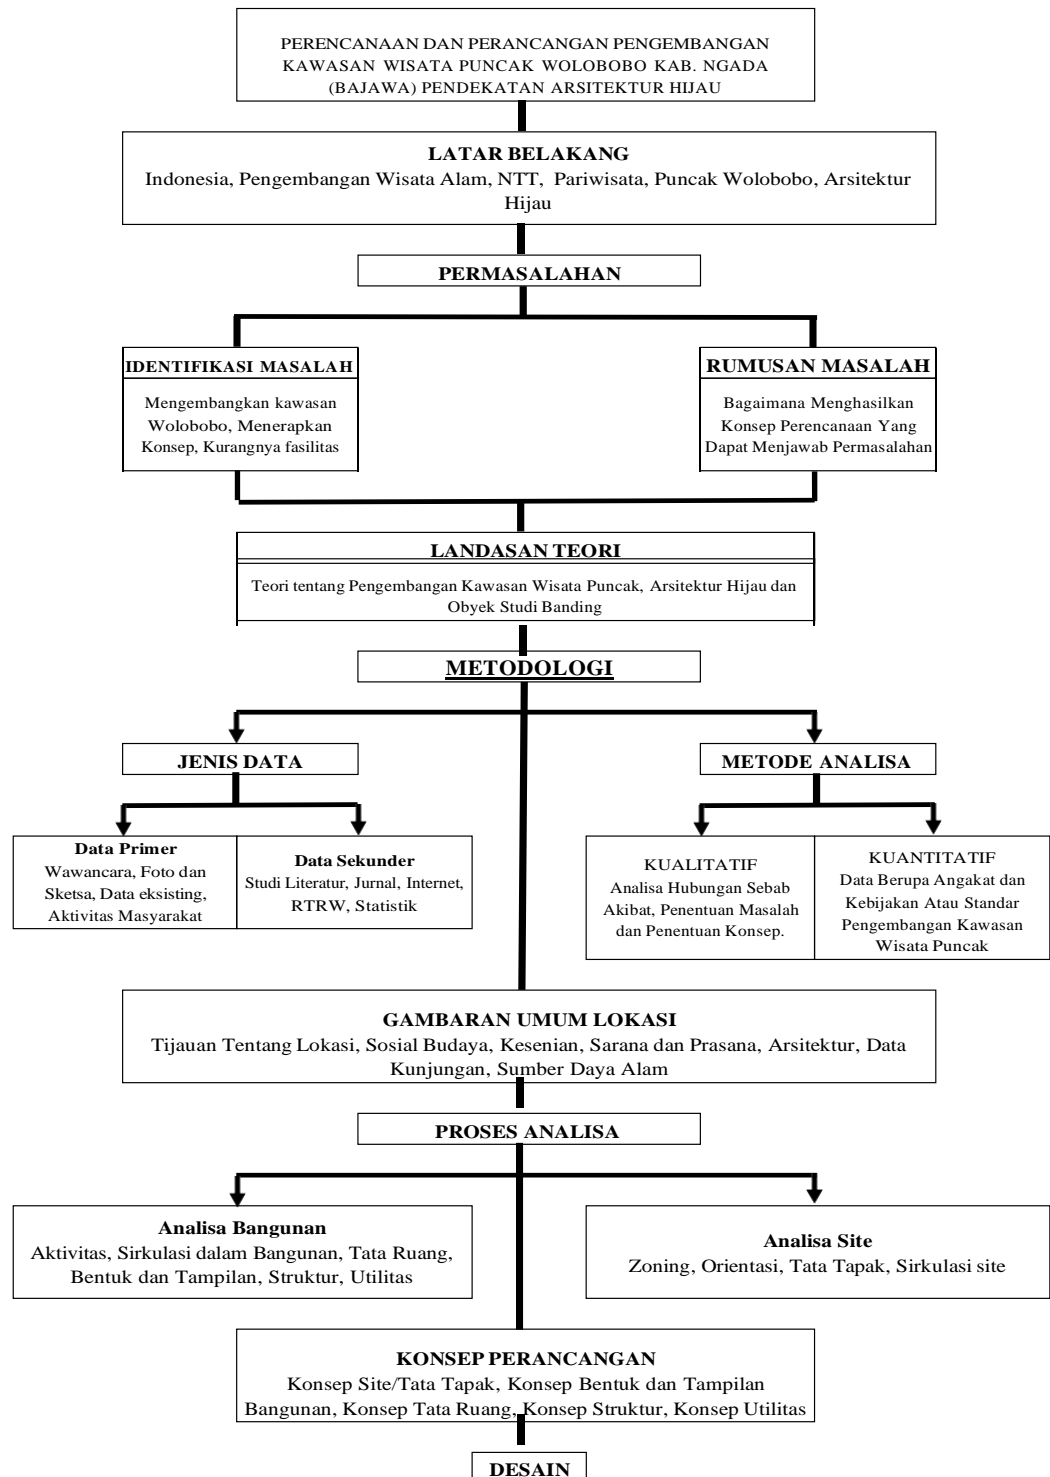 PERENCANAAN DAN PERANCANGAN PENGEMBANGAN
KAWASAN WISATA PUNCAK WOLOBOBO KAB. NGADA
(BAJAWA) PENDEKATAN ARSITEKTUR HIJAU
LATAR BELAKANG
Indonesia, Pengembangan Wisata Alam, NTT, Pariwisata, Puncak Wolobobo, Arsitektur
Hijau
PERMASALAHAN
IDENTIFIKASI MASALAH
Mengembangkan kawasan
Wolobobo, Menerapkan
Konsep, Kurangnya fasilitas
RUMUSAN MASALAH
Bagaimana Menghasilkan
Konsep Perencanaan Yang
Dapat Menjawab Permasalahan
LANDASAN TEORI
Teori tentang Pengembangan Kawasan Wisata Puncak, Arsitektur Hijau dan
Obyek Studi Banding
METODOLOGI
JENIS DATA
METODE ANALISA
Data Primer
Wawancara, Foto dan
Sketsa, Data eksisting,
Aktivitas Masyarakat
Data Sekunder
Studi Literatur, Jurnal, Internet,
RTRW, Statistik
KUALITATIF
Analisa Hubungan Sebab
Akibat, Penentuan Masalah
dan Penentuan Konsep.
KUANTITATIF
Data Berupa Angakat dan
Kebijakan Atau Standar
Pengembangan Kawasan
Wisata Puncak
GAMBARAN UMUM LOKASI
Tijauan Tentang Lokasi, Sosial Budaya, Kesenian, Sarana dan Prasana, Arsitektur, Data
Kunjungan, Sumber Daya Alam
PROSES ANALISA
Analisa Bangunan
Aktivitas, Sirkulasi dalam Bangunan, Tata Ruang,
Bentuk dan Tampilan, Struktur, Utilitas
Analisa Site
Zoning, Orientasi, Tata Tapak, Sirkulasi site
KONSEP PERANCANGAN
Konsep Site/Tata Tapak, Konsep Bentuk dan Tampilan
Bangunan, Konsep Tata Ruang, Konsep Struktur, Konsep Utilitas
DESAIN